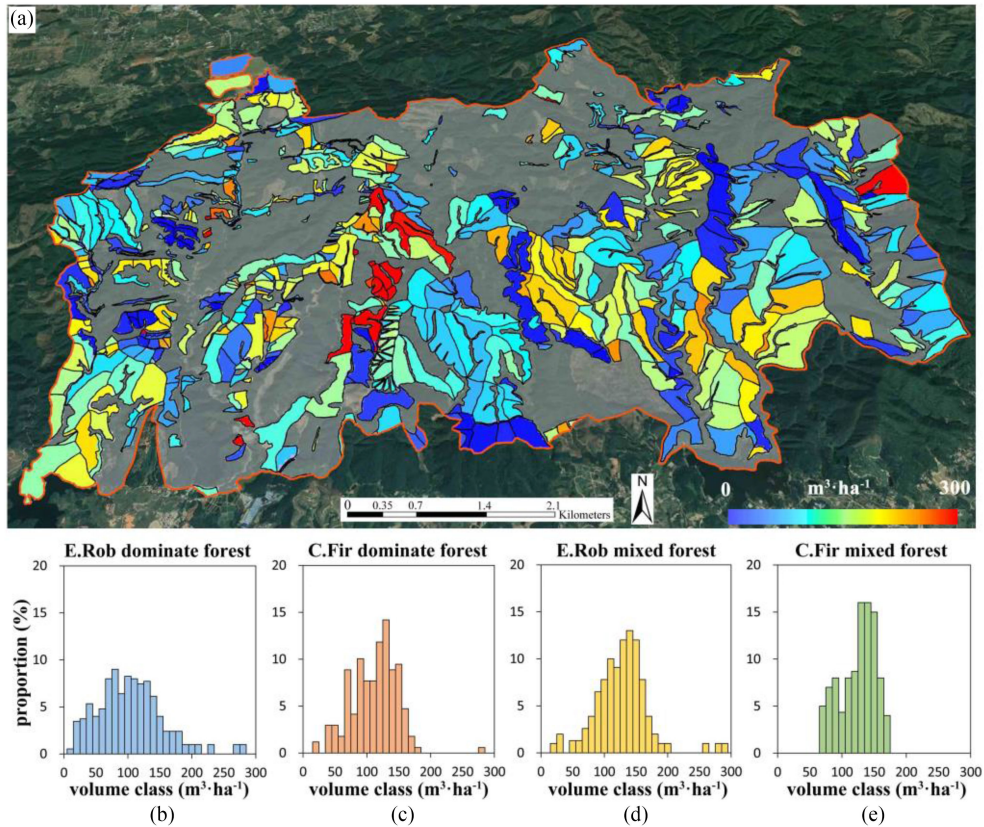 (a)
N
0 m³·ha⁻¹ 300
0 0.35 0.7 1.4 2.1
Kilometers
E.Rob dominate forest
C.Fir dominate forest
E.Rob mixed forest
C.Fir mixed forest
proportion (%)
20
15
10
5
0
0 50 100 150 200 250 300
volume class (m³·ha⁻¹)
(b)
20
15
10
5
0
0 50 100 150 200 250 300
volume class (m³·ha⁻¹)
(c)
20
15
10
5
0
0 50 100 150 200 250 300
volume class (m³·ha⁻¹)
(d)
20
15
10
5
0
0 50 100 150 200 250 300
volume class (m³·ha⁻¹)
(e)